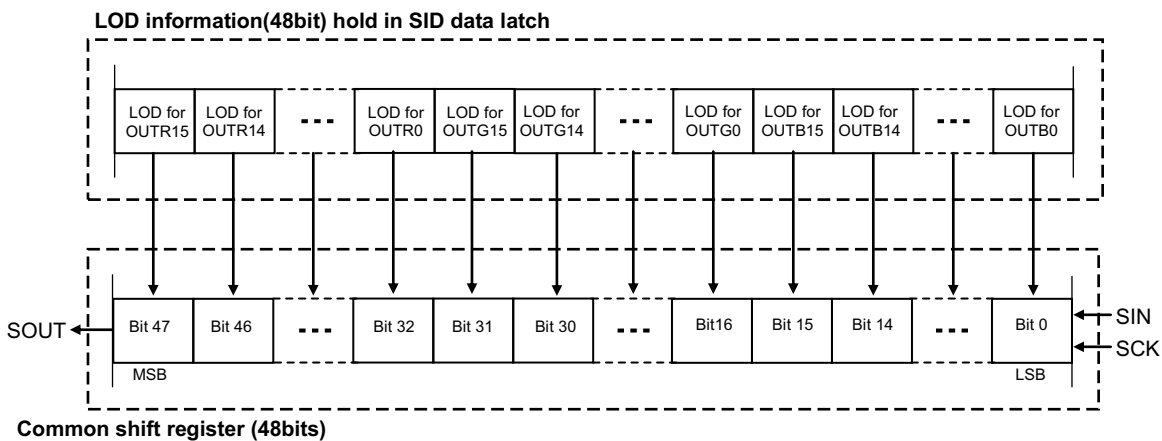 LOD information(48bit) hold in SID data latch
LOD for OUTR15
LOD for OUTR14
LOD for OUTR0
LOD for OUTG15
LOD for OUTG14
LOD for OUTG0
LOD for OUTB15
LOD for OUTB14
LOD for OUTB0
SOUT
Bit 47
Bit 46
Bit 32
Bit 31
Bit 30
Bit16
Bit 15
Bit 14
Bit 0
SIN
SCK
MSB
LSB
Common shift register (48bits)